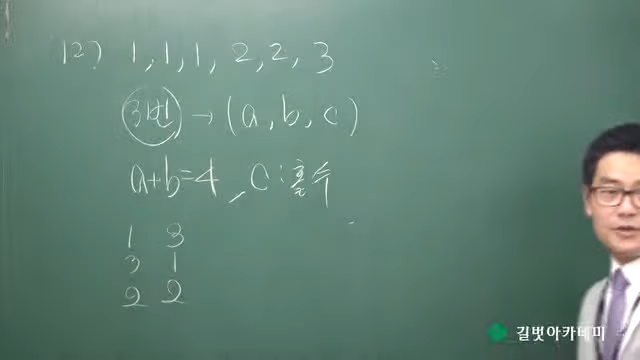 12) 1, 1, 1, 2, 2, 3
3번 → (a, b, c)
a+b=4, c: 홀수
1 3
3 1
2 2
길벗아카데미